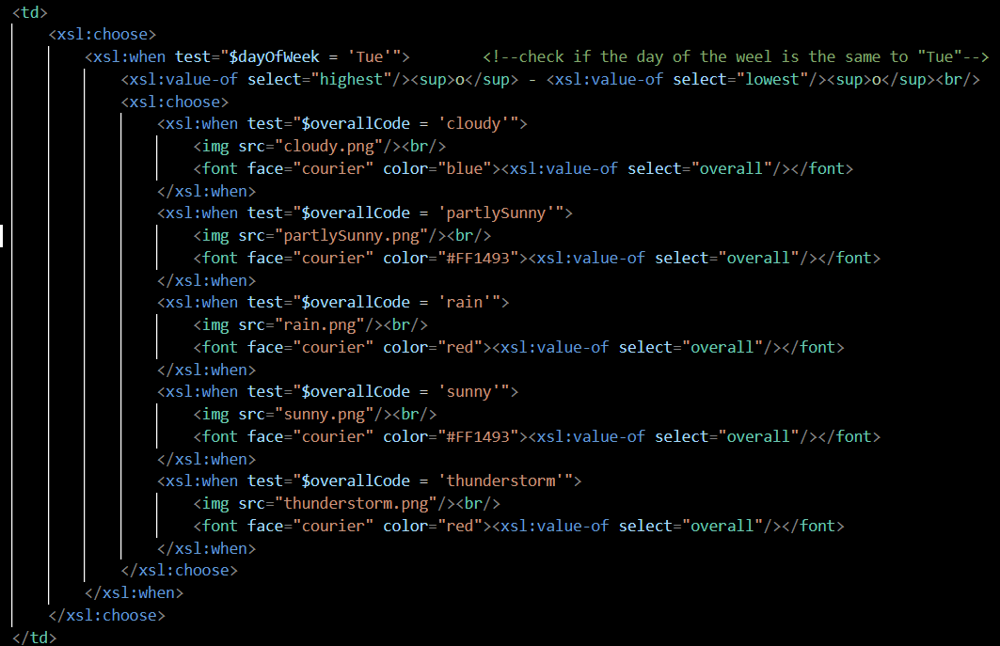 <td>
<xsl:choose>
<xsl:when test="$dayOfWeek = 'Tue'"> <!--check if the day of the weel is the same to "Tue"-->
<xsl:value-of select="highest"/><sup>o</sup> - <xsl:value-of select="lowest"/><sup>o</sup><br/>
<xsl:choose>
<xsl:when test="$overallCode = 'cloudy'">
<img src="cloudy.png"/><br/>
<font face="courier" color="blue"><xsl:value-of select="overall"/></font>
</xsl:when>
<xsl:when test="$overallCode = 'partlySunny'">
<img src="partlySunny.png"/><br/>
<font face="courier" color="#FF1493"><xsl:value-of select="overall"/></font>
</xsl:when>
<xsl:when test="$overallCode = 'rain'">
<img src="rain.png"/><br/>
<font face="courier" color="red"><xsl:value-of select="overall"/></font>
</xsl:when>
<xsl:when test="$overallCode = 'sunny'">
<img src="sunny.png"/><br/>
<font face="courier" color="#FF1493"><xsl:value-of select="overall"/></font>
</xsl:when>
<xsl:when test="$overallCode = 'thunderstorm'">
<img src="thunderstorm.png"/><br/>
<font face="courier" color="red"><xsl:value-of select="overall"/></font>
</xsl:when>
</xsl:choose>
</xsl:when>
</xsl:choose>
</td>